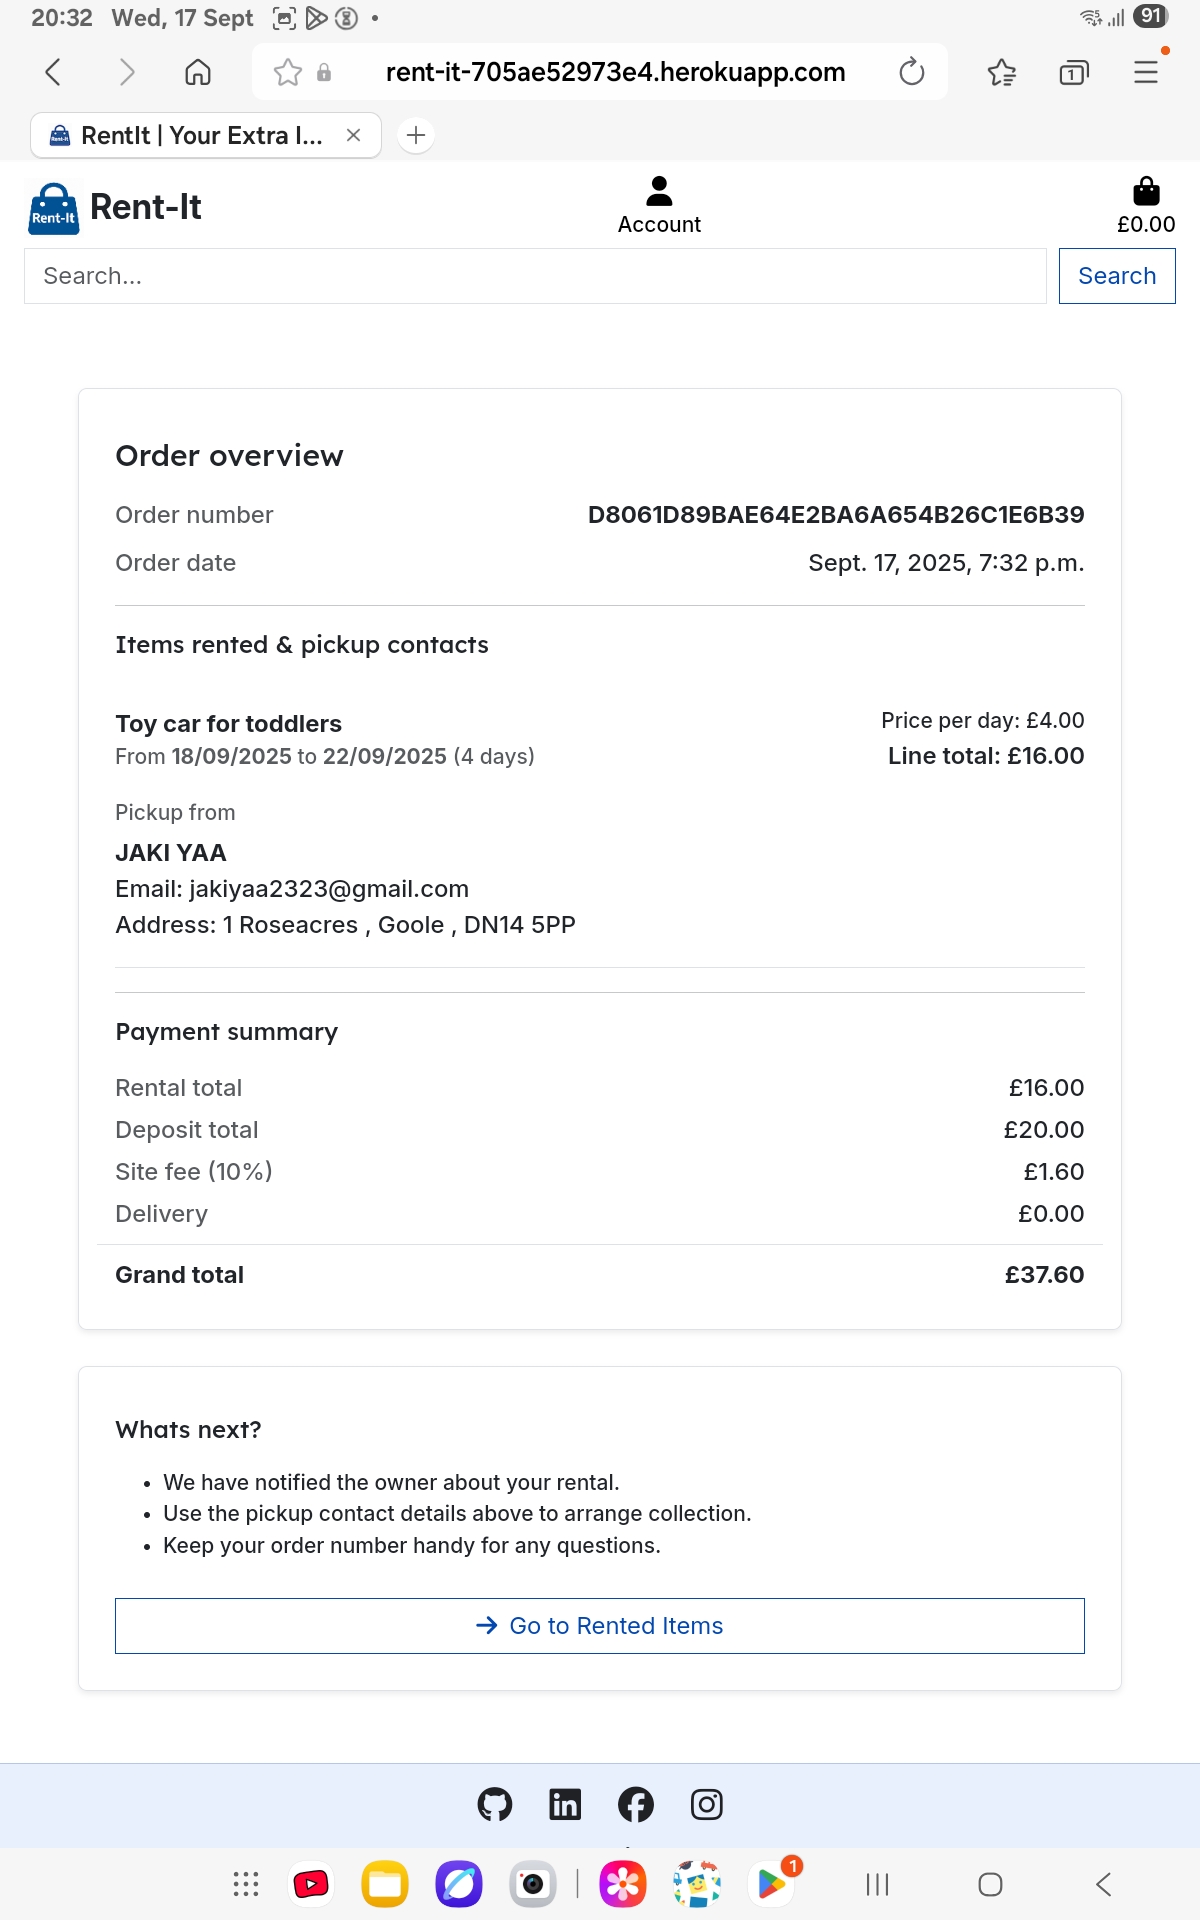 20:32 Wed, 17 Sept
91
rent-it-705ae52973e4.herokuapp.com
1
RentIt | Your Extra I...
Rent-It Rent-It
Account
£0.00
Search...
Search
Order overview
Order number D8061D89BAE64E2BA6A654B26C1E6B39
Order date Sept. 17, 2025, 7:32 p.m.
Items rented & pickup contacts
Toy car for toddlers Price per day: £4.00
From 18/09/2025 to 22/09/2025 (4 days) Line total: £16.00
Pickup from
JAKI YAA
Email: jakiyaa2323@gmail.com
Address: 1 Roseacres , Goole , DN14 5PP
Payment summary
Rental total £16.00
Deposit total £20.00
Site fee (10%) £1.60
Delivery £0.00
Grand total £37.60
Whats next?
• We have notified the owner about your rental.
• Use the pickup contact details above to arrange collection.
• Keep your order number handy for any questions.
Go to Rented Items
1